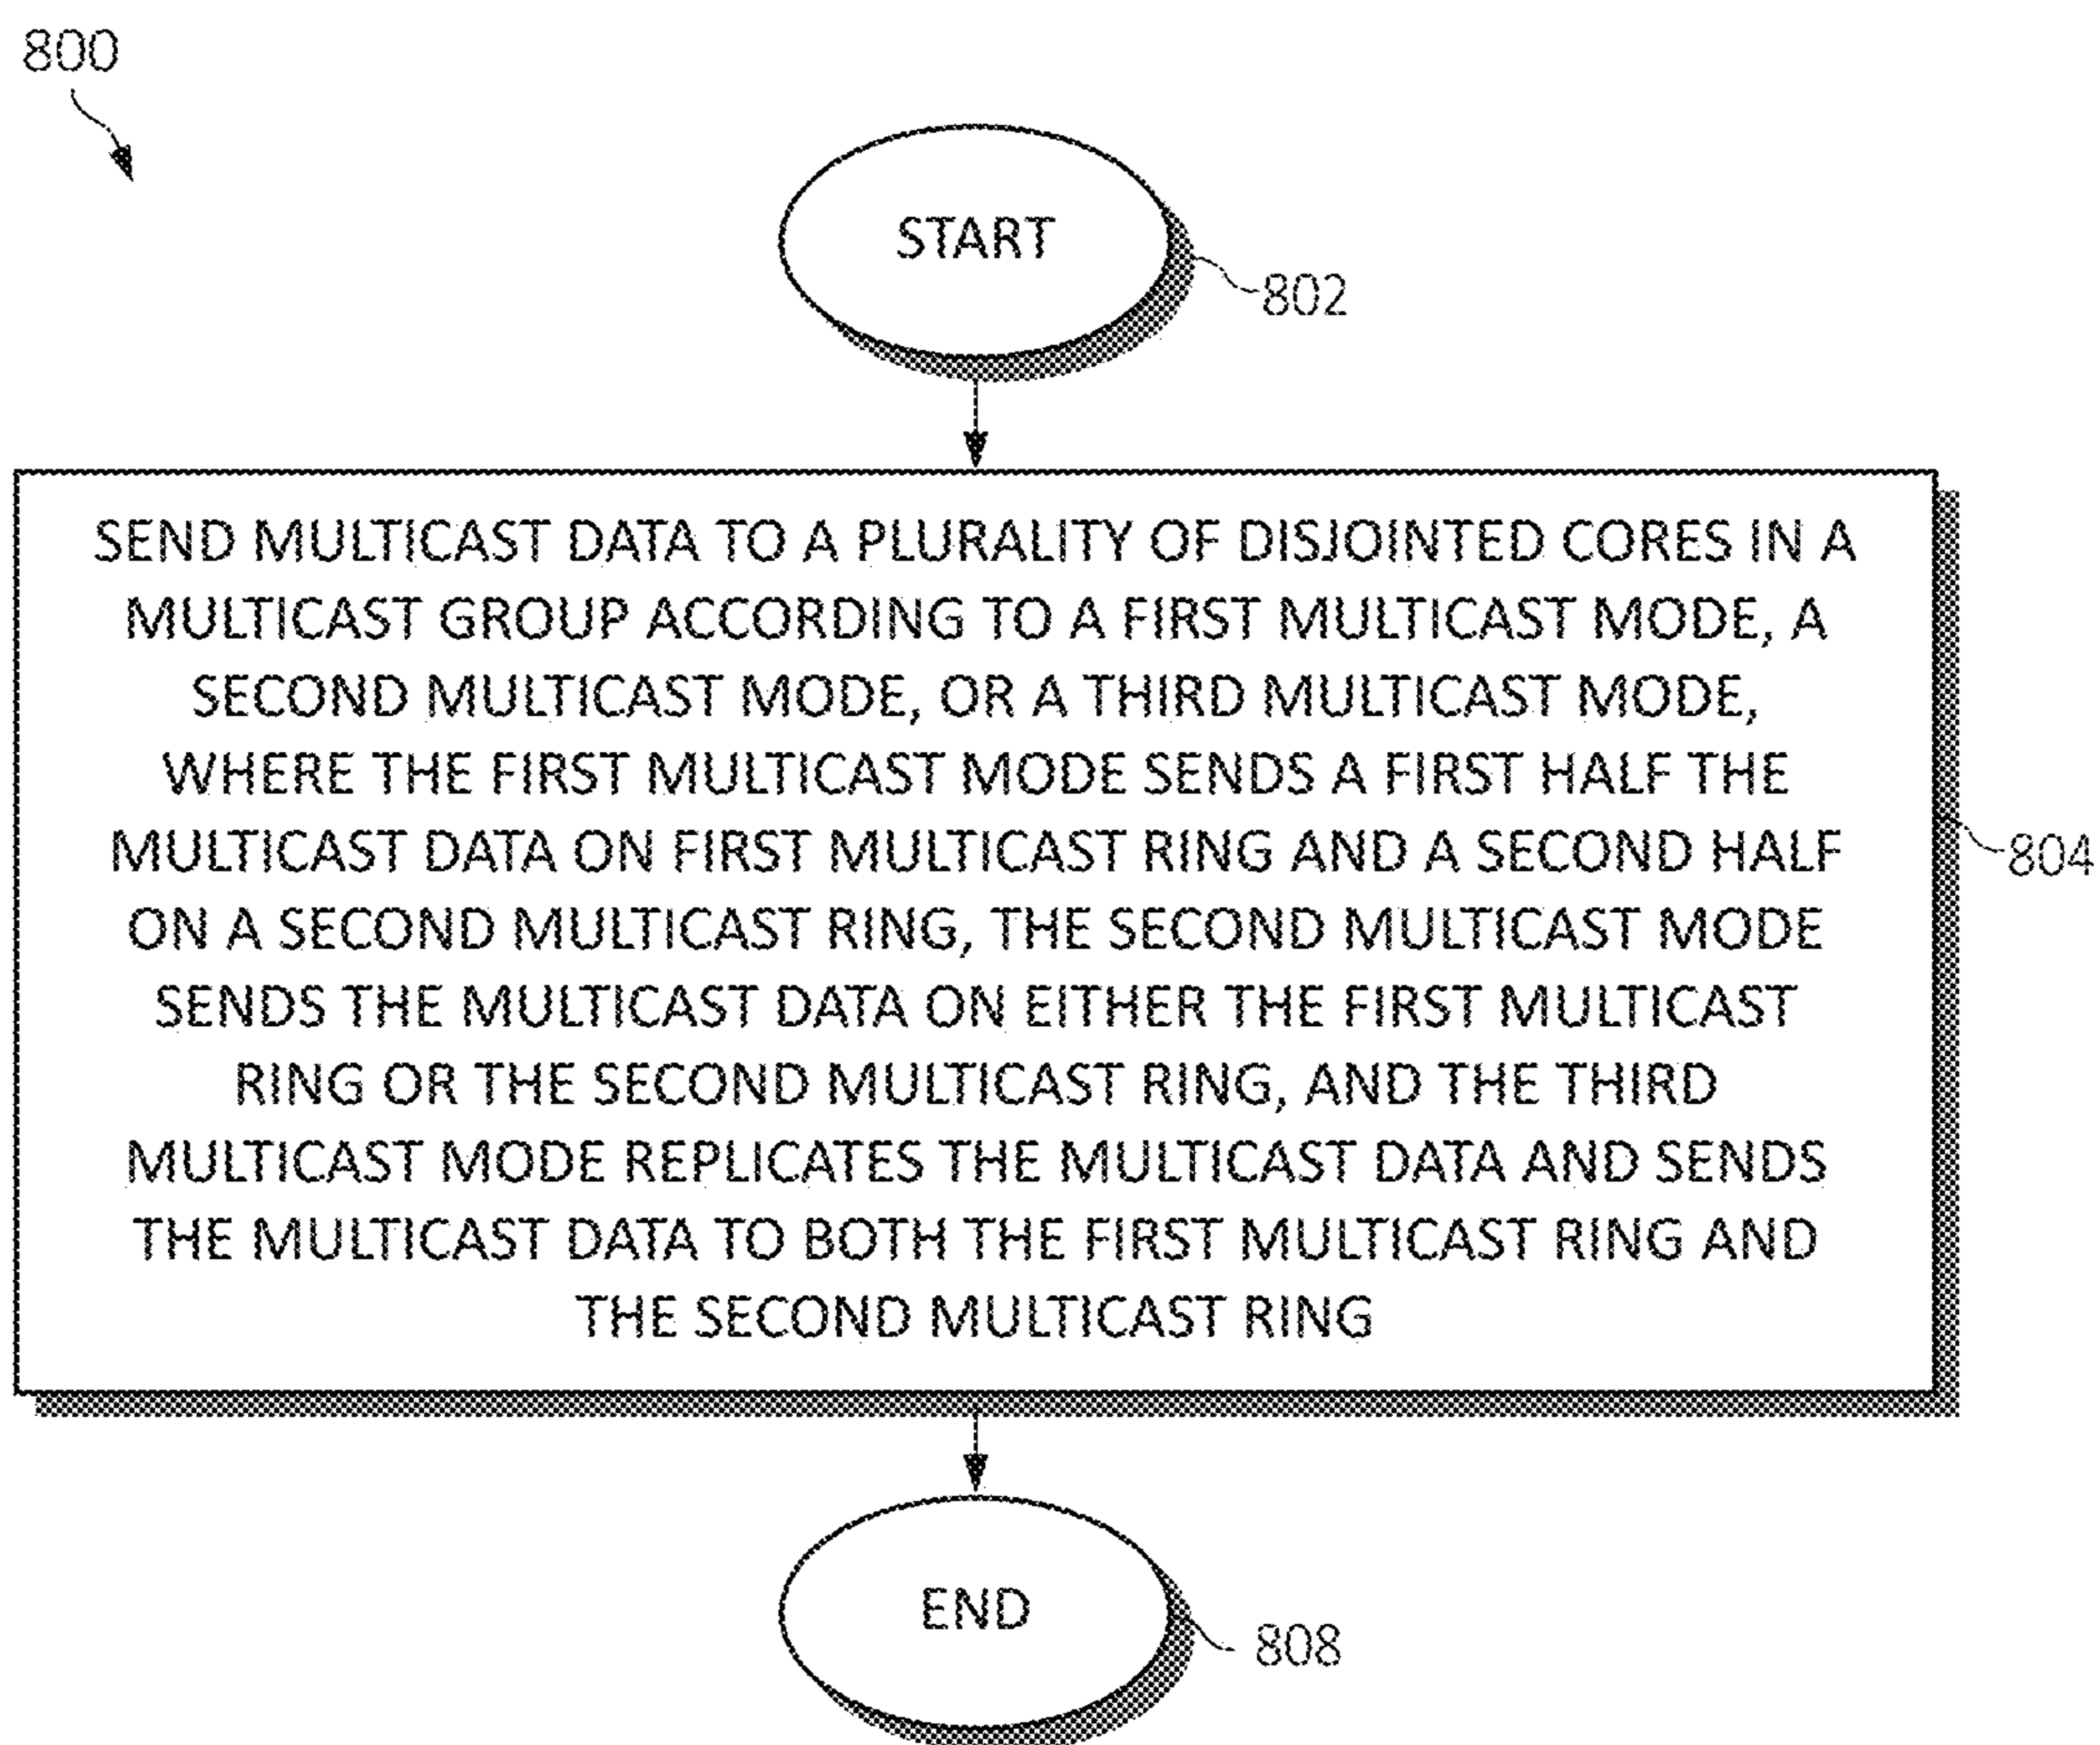 800
START
802
SEND MULTICAST DATA TO A PLURALITY OF DISJOINTED CORES IN A
MULTICAST GROUP ACCORDING TO A FIRST MULTICAST MODE, A
SECOND MULTICAST MODE, OR A THIRD MULTICAST MODE,
WHERE THE FIRST MULTICAST MODE SENDS A FIRST HALF THE
MULTICAST DATA ON FIRST MULTICAST RING AND A SECOND HALF
ON A SECOND MULTICAST RING, THE SECOND MULTICAST MODE
SENDS THE MULTICAST DATA ON EITHER THE FIRST MULTICAST
RING OR THE SECOND MULTICAST RING, AND THE THIRD
MULTICAST MODE REPLICATES THE MULTICAST DATA AND SENDS
THE MULTICAST DATA TO BOTH THE FIRST MULTICAST RING AND
THE SECOND MULTICAST RING
804
END
808